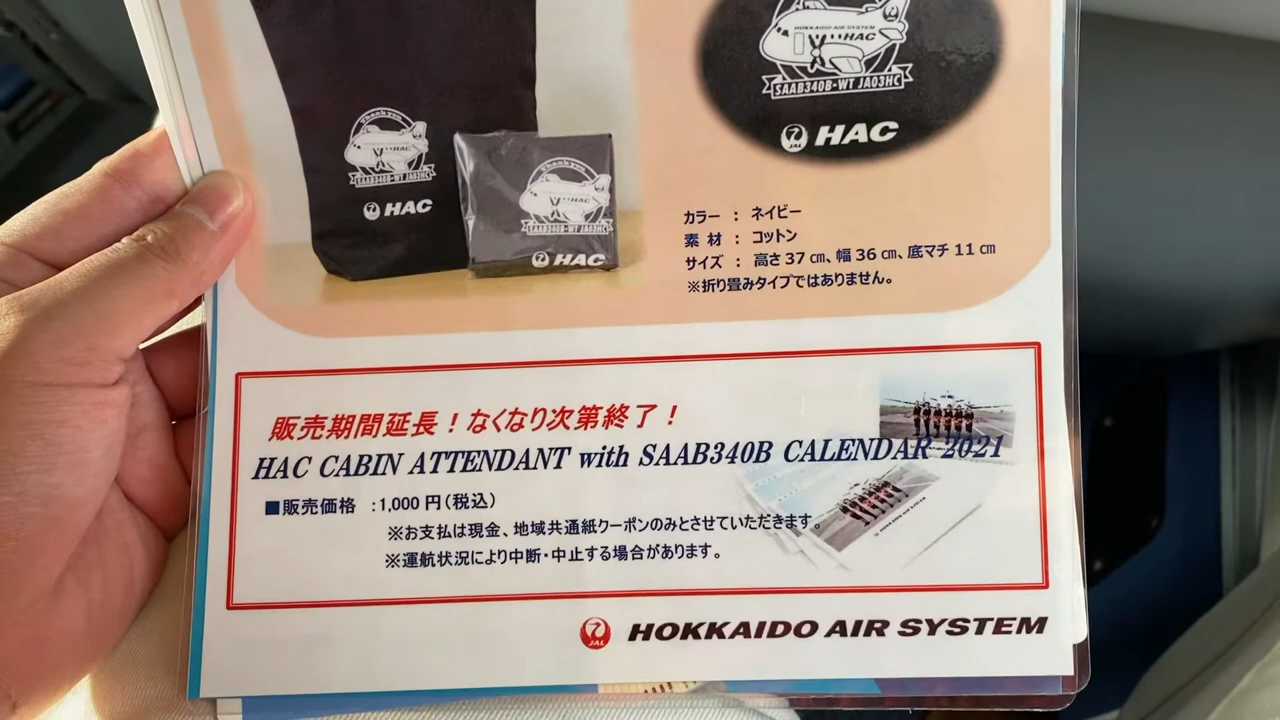 HOKKAIDO AIR SYSTEM
HAC
SAAB340B-WT JA03HC
JAL HAC
Thank you
HAC
SAAB340B-WT JA03HC
HAC
Thank you
HAC
SAAB340B-WT JA03HC
HAC
カラー : ネイビー
素 材 : コットン
サイズ : 高さ 37 ㎝、幅 36 ㎝、底マチ 11 ㎝
※折り畳みタイプではありません。
販売期間延長!なくなり次第終了!
HAC CABIN ATTENDANT with SAAB340B CALENDAR 2021
■販売価格 :1,000 円(税込)
※お支払は現金、地域共通紙クーポンのみとさせていただきます。
※運航状況により中断・中止する場合があります。
HOKKAIDO AIR SYSTEM
JAL HOKKAIDO AIR SYSTEM